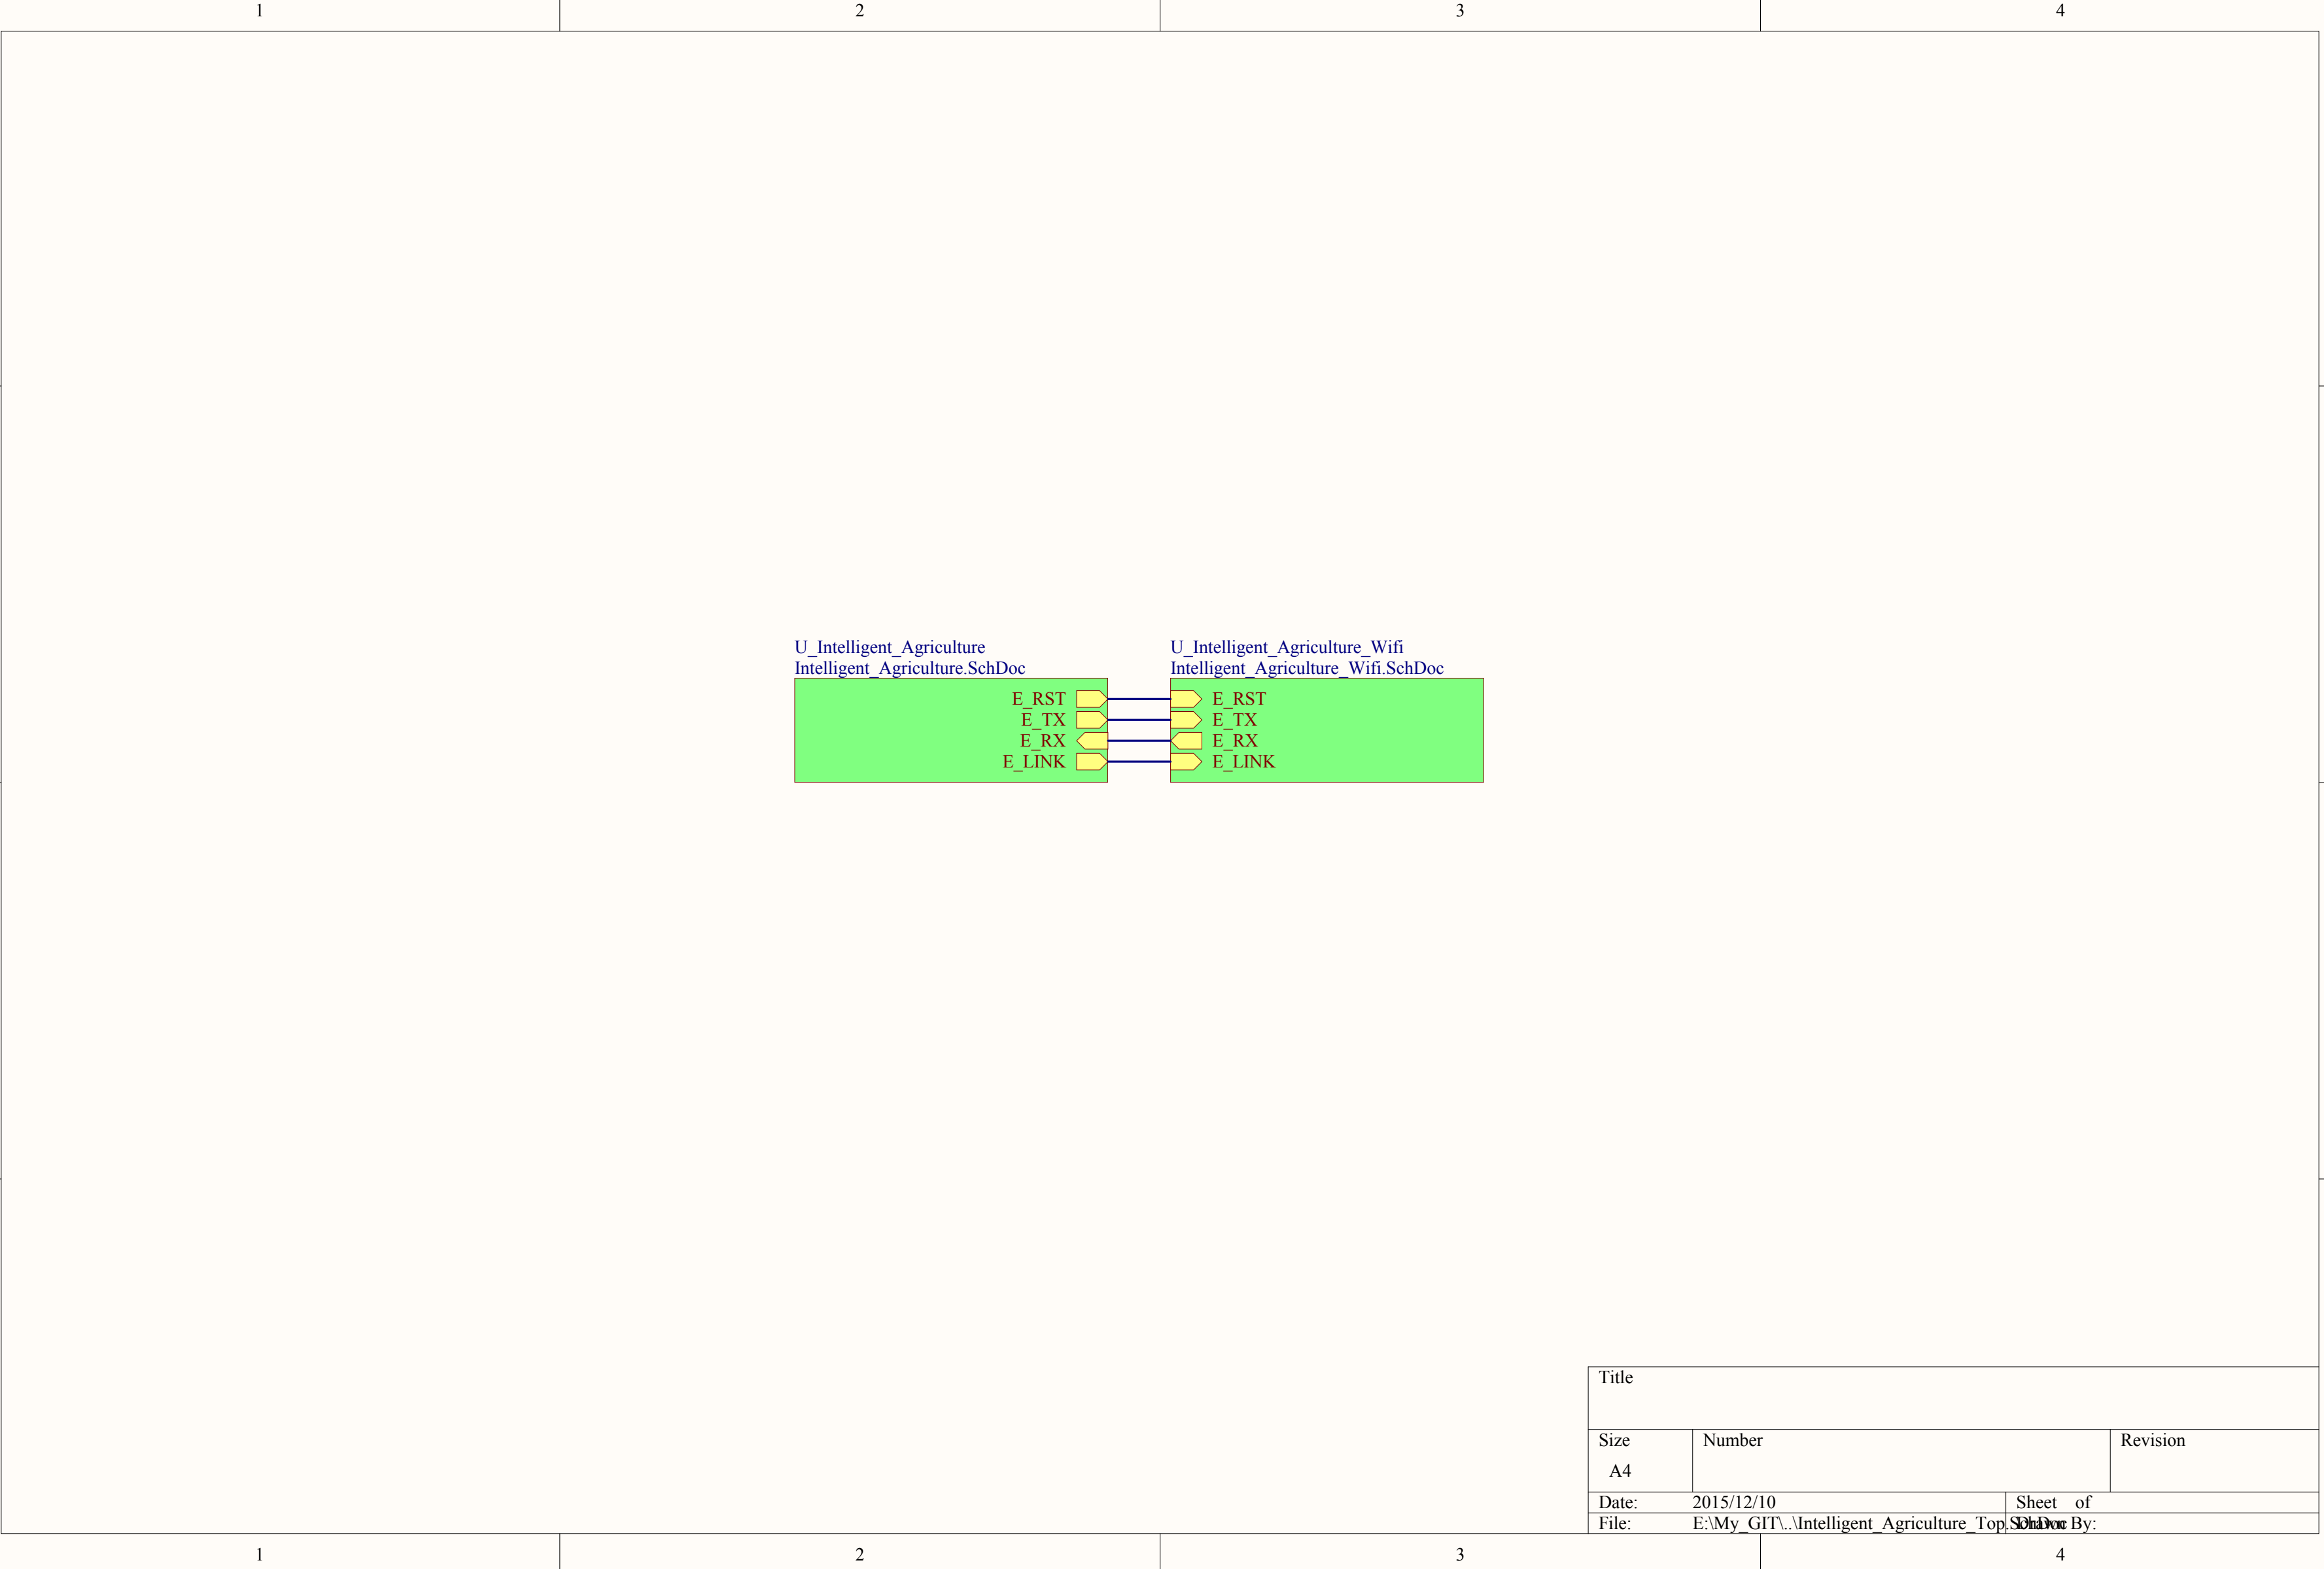 1 2 3 4
U_Intelligent_Agriculture
Intelligent_Agriculture.SchDoc
E_RST
E_TX
E_RX
E_LINK
U_Intelligent_Agriculture_Wifi
Intelligent_Agriculture_Wifi.SchDoc
E_RST
E_TX
E_RX
E_LINK
Title
Size Number Revision
A4
Date: 2015/12/10 Sheet of
File: E:\My_GIT\..\Intelligent_Agriculture_Top.SchDoc Drawn By:
1 2 3 4